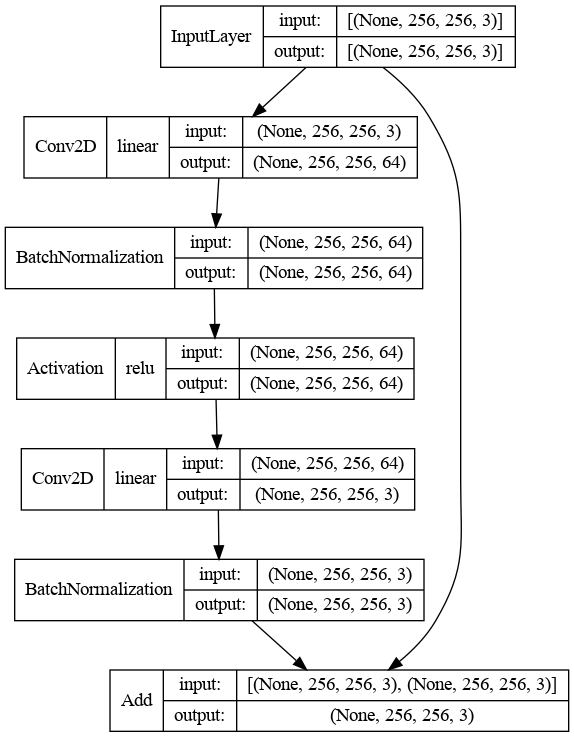 InputLayer input: [(None, 256, 256, 3)]
output: [(None, 256, 256, 3)]
Conv2D linear input: (None, 256, 256, 3)
output: (None, 256, 256, 64)
BatchNormalization input: (None, 256, 256, 64)
output: (None, 256, 256, 64)
Activation relu input: (None, 256, 256, 64)
output: (None, 256, 256, 64)
Conv2D linear input: (None, 256, 256, 64)
output: (None, 256, 256, 3)
BatchNormalization input: (None, 256, 256, 3)
output: (None, 256, 256, 3)
Add input: [(None, 256, 256, 3), (None, 256, 256, 3)]
output: (None, 256, 256, 3)